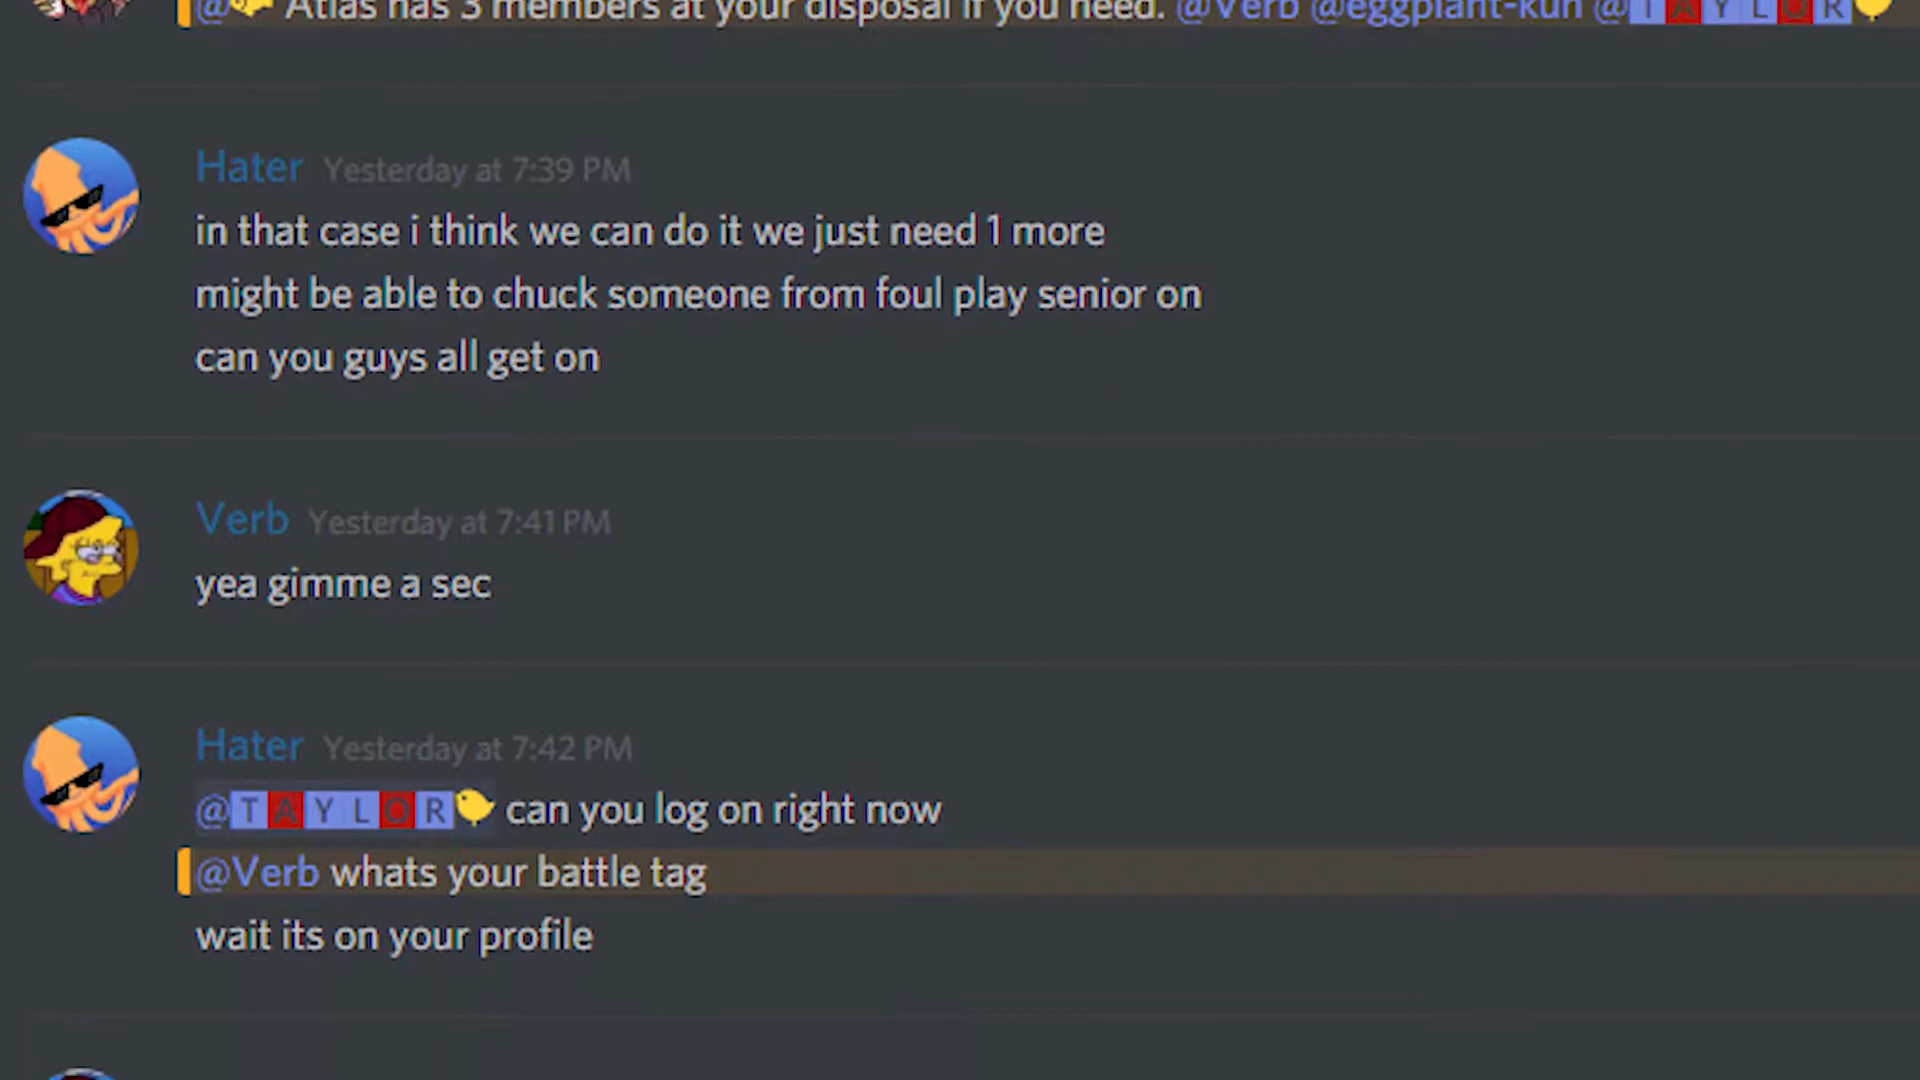 @ Atlas has 3 members at your disposal if you need. @Verb @eggplant-kun @TAYLOR
Hater Yesterday at 7:39 PM
in that case i think we can do it we just need 1 more
might be able to chuck someone from foul play senior on
can you guys all get on
Verb Yesterday at 7:41 PM
yea gimme a sec
Hater Yesterday at 7:42 PM
@TAYLOR can you log on right now
@Verb whats your battle tag
wait its on your profile